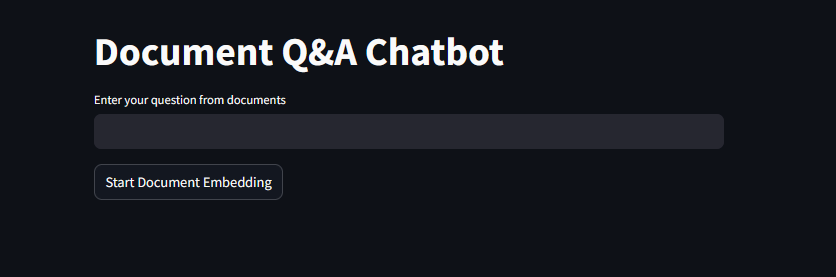 Document Q&A Chatbot
Enter your question from documents
Start Document Embedding